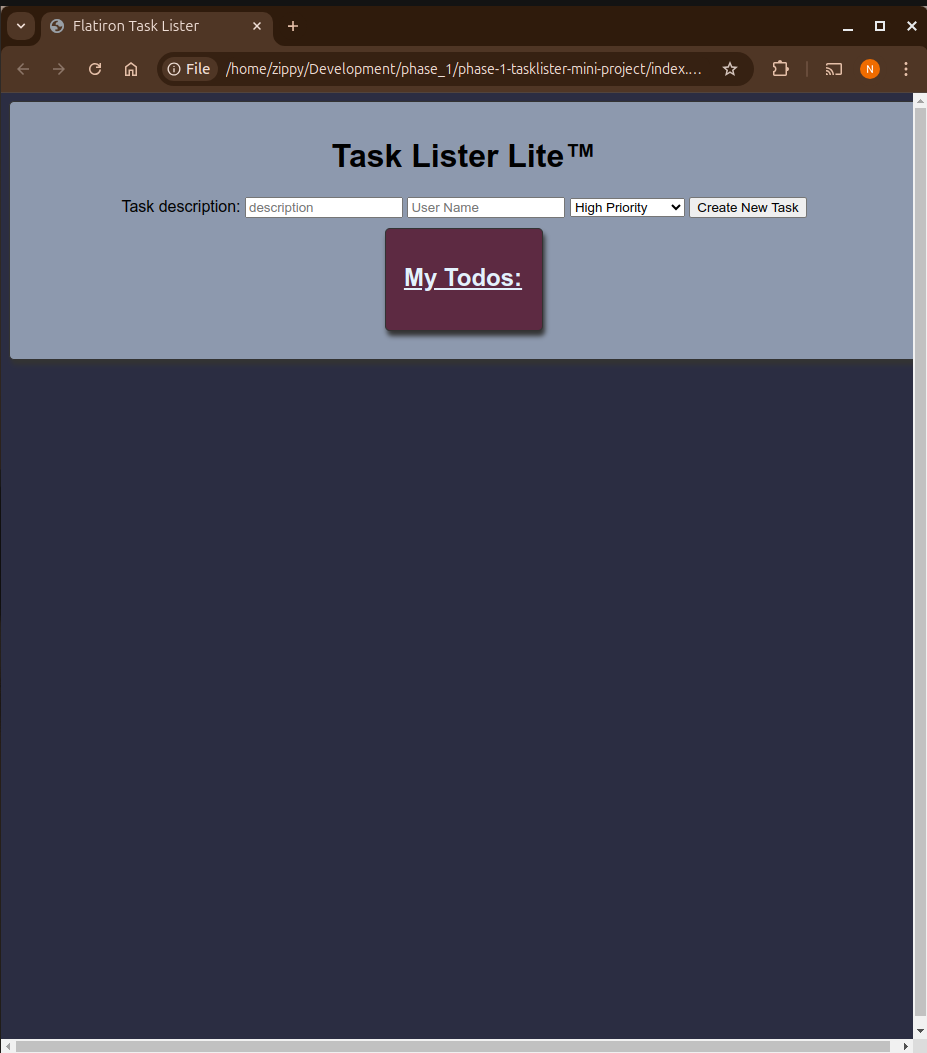 Flatiron Task Lister
File /home/zippy/Development/phase_1/phase-1-tasklister-mini-project/index....
N
Task Lister Lite™
Task description: description User Name High Priority Create New Task
My Todos: